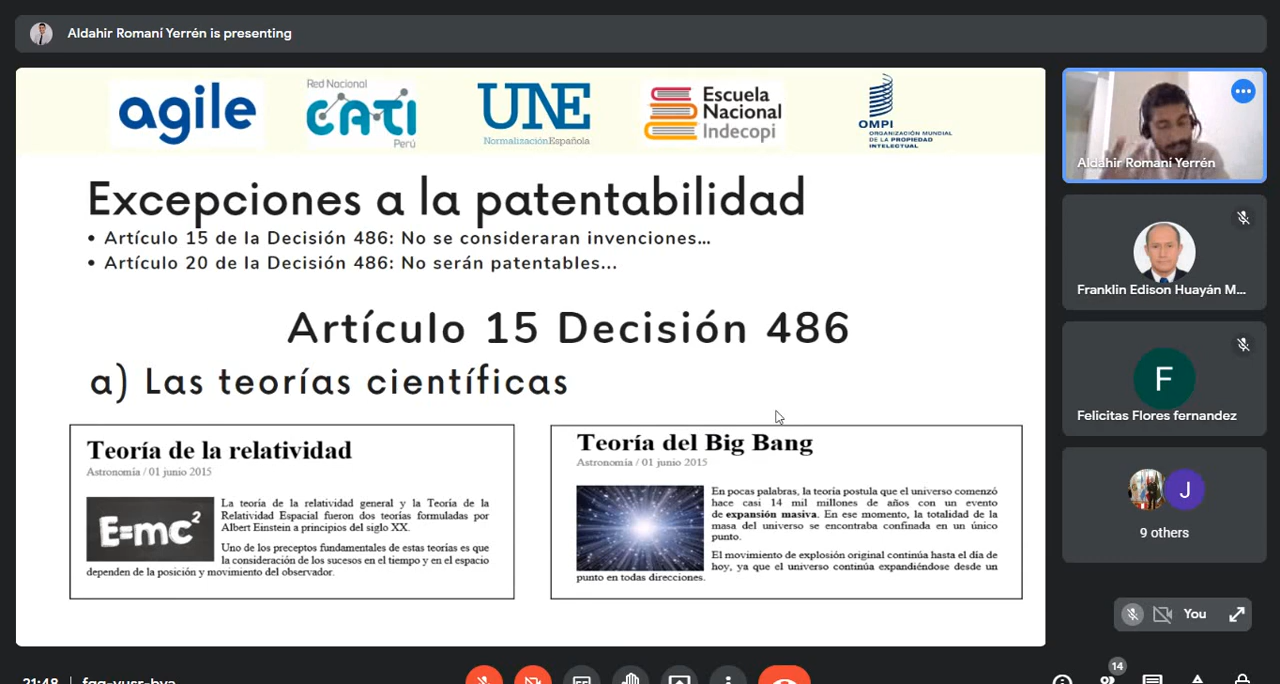 Aldahir Romaní Yerrén is presenting
agile
Red Nacional
CATI
Perú
UNE
NormalizaciónEspañola
Escuela
Nacional
Indecopi
OMPI
ORGANIZACIÓN MUNDIAL
DE LA PROPIEDAD
INTELECTUAL
Excepciones a la patentabilidad
• Artículo 15 de la Decisión 486: No se consideraran invenciones...
• Artículo 20 de la Decisión 486: No serán patentables...
Artículo 15 Decisión 486
a) Las teorías científicas
Teoría de la relatividad
Astronomía / 01 junio 2015
E=mc²
La teoría de la relatividad general y la Teoría de la
Relatividad Espacial fueron dos teorías formuladas por
Albert Einstein a principios del siglo XX.
Uno de los preceptos fundamentales de estas teorías es que
la consideración de los sucesos en el tiempo y en el espacio
dependen de la posición y movimiento del observador.
Teoría del Big Bang
Astronomía / 01 junio 2015
En pocas palabras, la teoría postula que el universo comenzó
hace casi 14 mil millones de años con un evento
de expansión masiva. En ese momento, la totalidad de la
masa del universo se encontraba confinada en un único
punto.
El movimiento de explosión original continúa hasta el día de
hoy, ya que el universo continúa expandiéndose desde un
punto en todas direcciones.
Aldahir Romaní Yerrén
Franklin Edison Huayán M...
F
Felicitas Flores fernandez
J
9 others
You
14
21:48